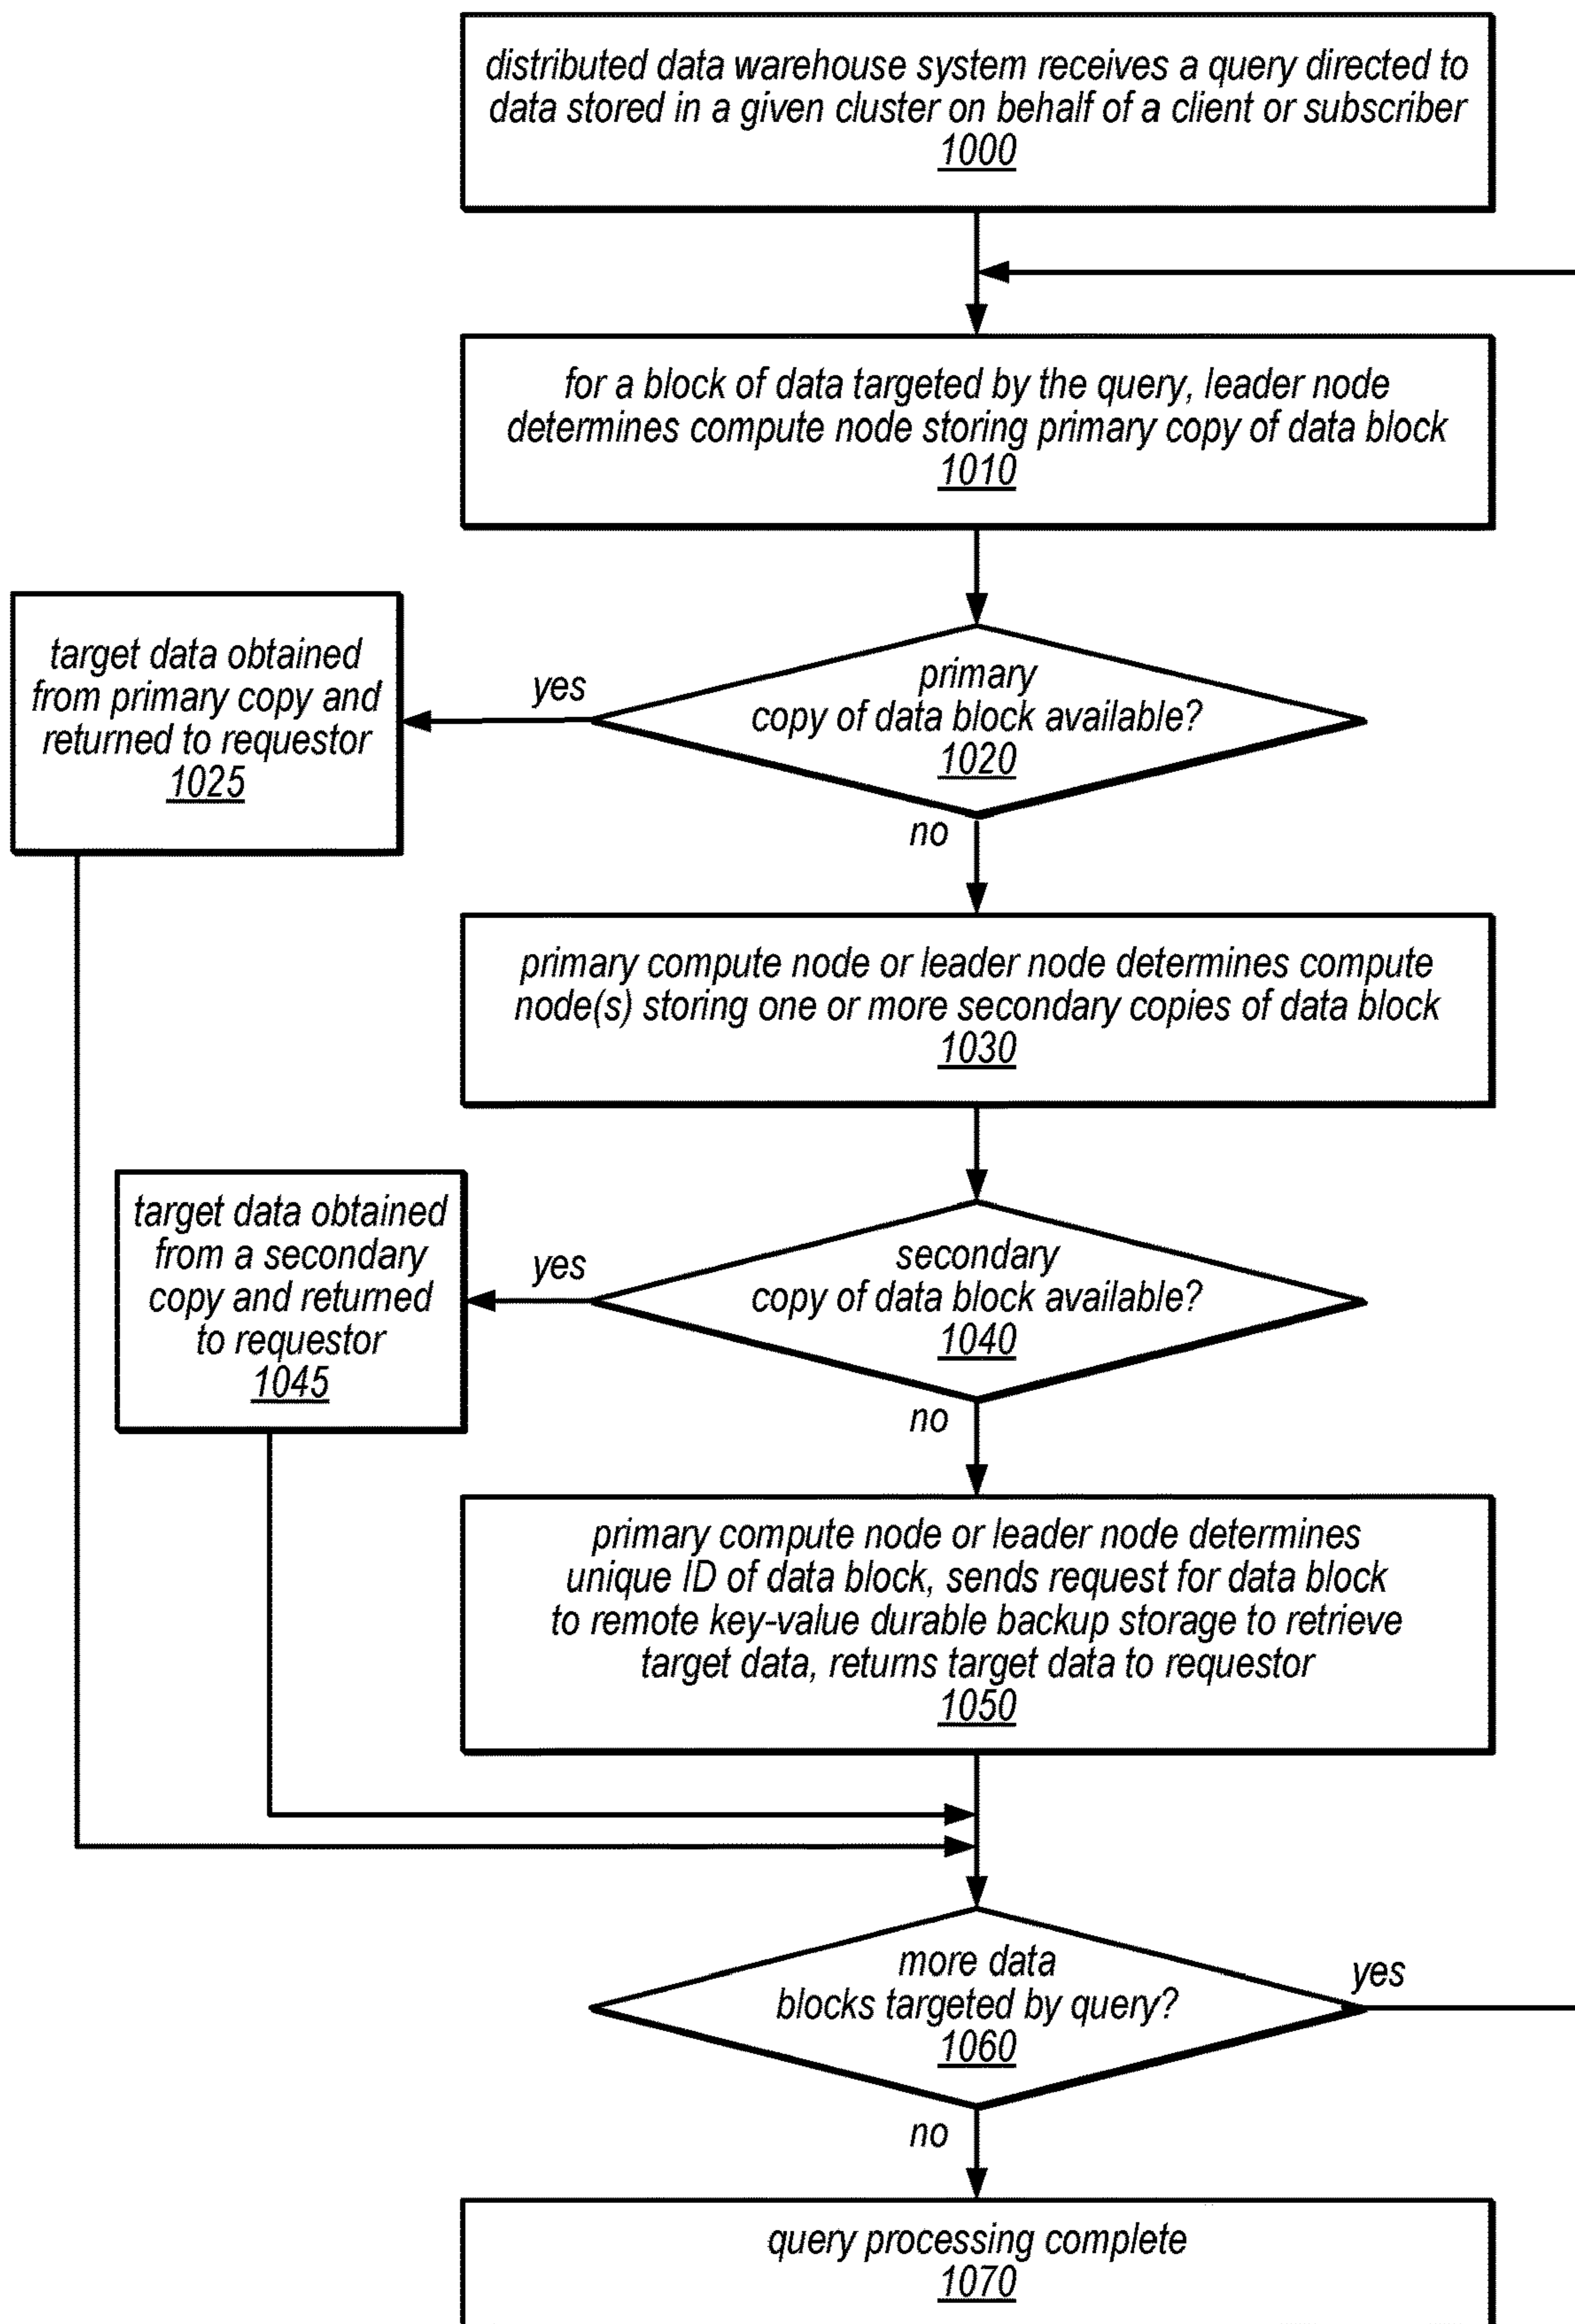 distributed data warehouse system receives a query directed to
data stored in a given cluster on behalf of a client or subscriber
1000
for a block of data targeted by the query, leader node
determines compute node storing primary copy of data block
1010
primary
copy of data block available?
1020
yes
target data obtained
from primary copy and
returned to requestor
1025
no
primary compute node or leader node determines compute
node(s) storing one or more secondary copies of data block
1030
secondary
copy of data block available?
1040
yes
target data obtained
from a secondary
copy and returned
to requestor
1045
no
primary compute node or leader node determines
unique ID of data block, sends request for data block
to remote key-value durable backup storage to retrieve
target data, returns target data to requestor
1050
more data
blocks targeted by query?
1060
yes
no
query processing complete
1070